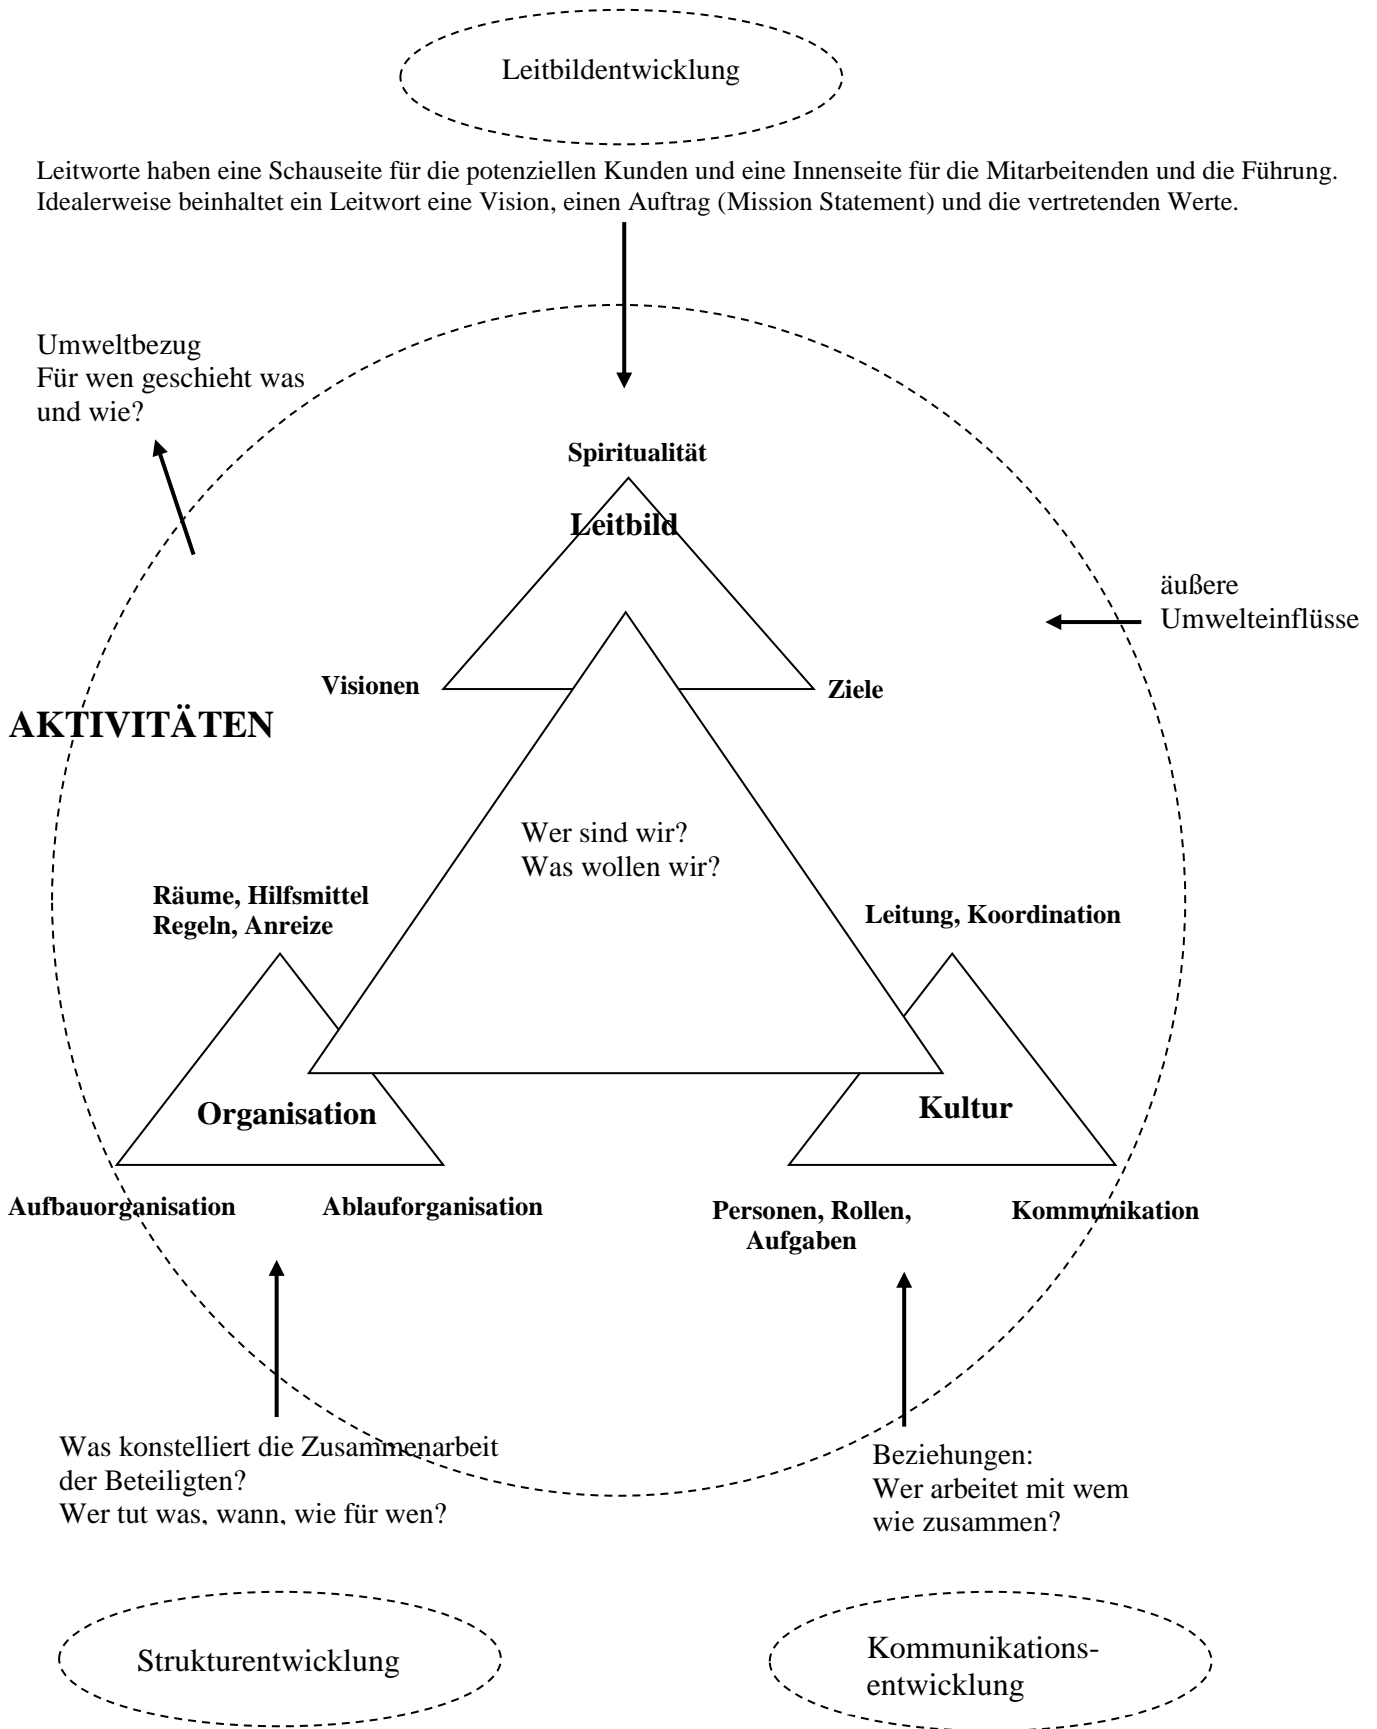 Leitbildentwicklung
Leitworte haben eine Schauseite für die potenziellen Kunden und eine Innenseite für die Mitarbeitenden und die Führung.
Idealerweise beinhaltet ein Leitwort eine Vision, einen Auftrag (Mission Statement) und die vertretenden Werte.
Umweltbezug
Für wen geschieht was
und wie?
Spiritualität
Leitbild
äußere
Umwelteinflüsse
Visionen
Ziele
AKTIVITÄTEN
Wer sind wir?
Was wollen wir?
Räume, Hilfsmittel
Regeln, Anreize
Leitung, Koordination
Organisation
Kultur
Aufbauorganisation
Ablauforganisation
Personen, Rollen,
Aufgaben
Kommunikation
Was konstelliert die Zusammenarbeit
der Beteiligten?
Wer tut was, wann, wie für wen?
Beziehungen:
Wer arbeitet mit wem
wie zusammen?
Strukturentwicklung
Kommunikations-
entwicklung